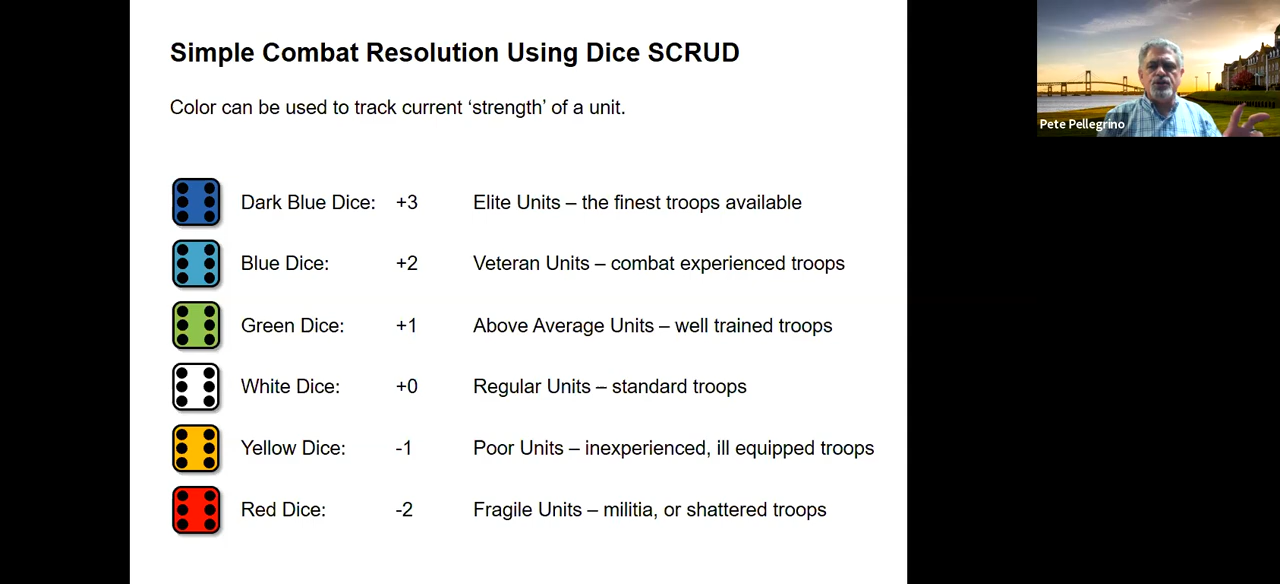 Simple Combat Resolution Using Dice SCRUD
Color can be used to track current ‘strength’ of a unit.
Dark Blue Dice: +3 Elite Units – the finest troops available
Blue Dice: +2 Veteran Units – combat experienced troops
Green Dice: +1 Above Average Units – well trained troops
White Dice: +0 Regular Units – standard troops
Yellow Dice: -1 Poor Units – inexperienced, ill equipped troops
Red Dice: -2 Fragile Units – militia, or shattered troops
Pete Pellegrino